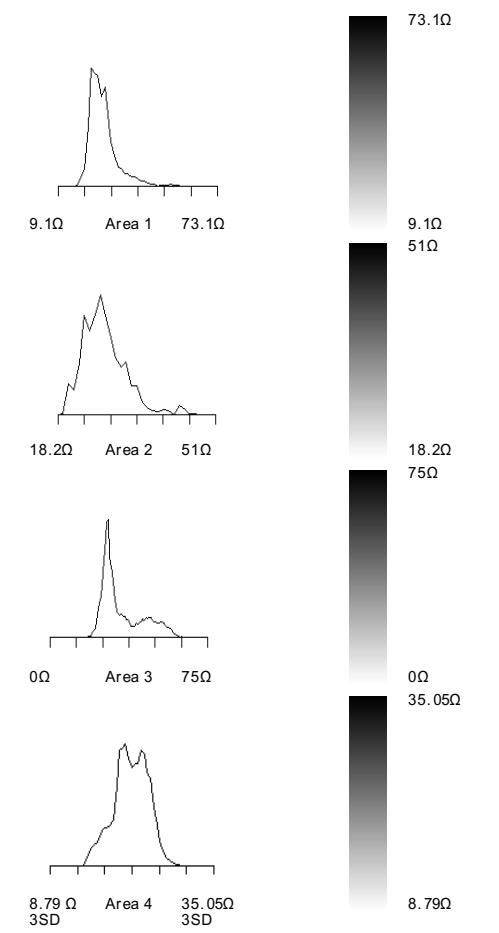 73.1Ω
9.1Ω Area 1 73.1Ω 9.1Ω
51Ω
18.2Ω Area 2 51Ω 18.2Ω
75Ω
0Ω Area 3 75Ω 0Ω
35.05Ω
8.79 Ω Area 4 35.05Ω 8.79Ω
3SD 3SD